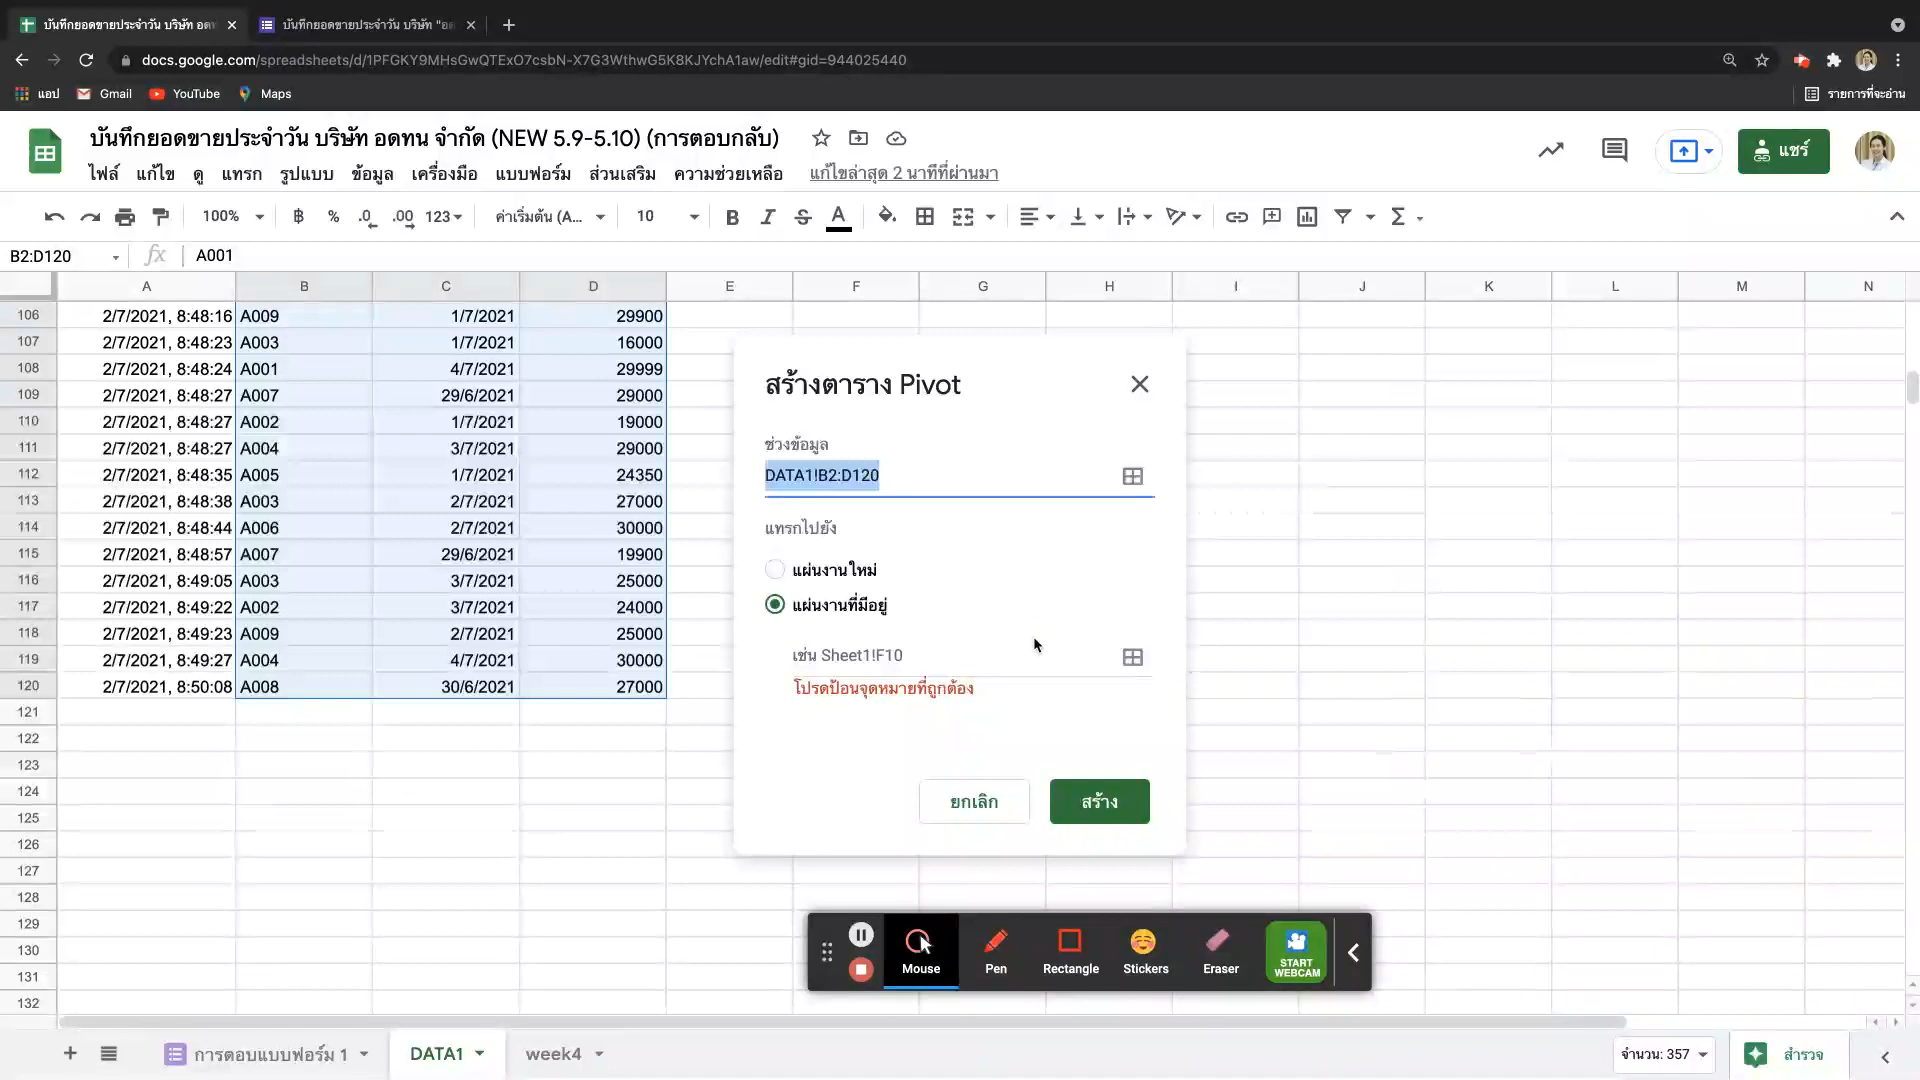 บันทึกยอดขายประจำวัน บริษัท อดท
บันทึกยอดขายประจำวัน บริษัท "อด
docs.google.com/spreadsheets/d/1PFGKY9MHsGwQTExO7csbN-X7G3WthwG5K8KJYchA1aw/edit#gid=944025440
แอป Gmail YouTube Maps รายการที่จะอ่าน
บันทึกยอดขายประจำวัน บริษัท อดทน จำกัด (NEW 5.9-5.10) (การตอบกลับ)
แชร์
ไฟล์ แก้ไข ดู แทรก รูปแบบ ข้อมูล เครื่องมือ แบบฟอร์ม ส่วนเสริม ความช่วยเหลือ แก้ไขล่าสุด 2 นาทีที่ผ่านมา
100% ฿ % .0 .00 123 ค่าเริ่มต้น (A... 10 B I S A Σ
B2:D120 fx A001
A B C D E F G H I J K L M N
106 2/7/2021, 8:48:16 A009 1/7/2021 29900
107 2/7/2021, 8:48:23 A003 1/7/2021 16000
108 2/7/2021, 8:48:24 A001 4/7/2021 29999
109 2/7/2021, 8:48:27 A007 29/6/2021 29000
110 2/7/2021, 8:48:27 A002 1/7/2021 19000
111 2/7/2021, 8:48:27 A004 3/7/2021 29000
112 2/7/2021, 8:48:35 A005 1/7/2021 24350
113 2/7/2021, 8:48:38 A003 2/7/2021 27000
114 2/7/2021, 8:48:44 A006 2/7/2021 30000
115 2/7/2021, 8:48:57 A007 29/6/2021 19900
116 2/7/2021, 8:49:05 A003 3/7/2021 25000
117 2/7/2021, 8:49:22 A002 3/7/2021 24000
118 2/7/2021, 8:49:23 A009 2/7/2021 25000
119 2/7/2021, 8:49:27 A004 4/7/2021 30000
120 2/7/2021, 8:50:08 A008 30/6/2021 27000
121
122
123
124
125
126
127
128
129
130
131
132
สร้างตาราง Pivot
ช่วงข้อมูล
DATA1!B2:D120
แทรกไปยัง
แผ่นงานใหม่
แผ่นงานที่มีอยู่
เช่น Sheet1!F10
โปรดป้อนจุดหมายที่ถูกต้อง
ยกเลิก สร้าง
Mouse Pen Rectangle Stickers Eraser START WEBCAM
การตอบแบบฟอร์ม 1 DATA1 week4 จำนวน: 357 สำรวจ